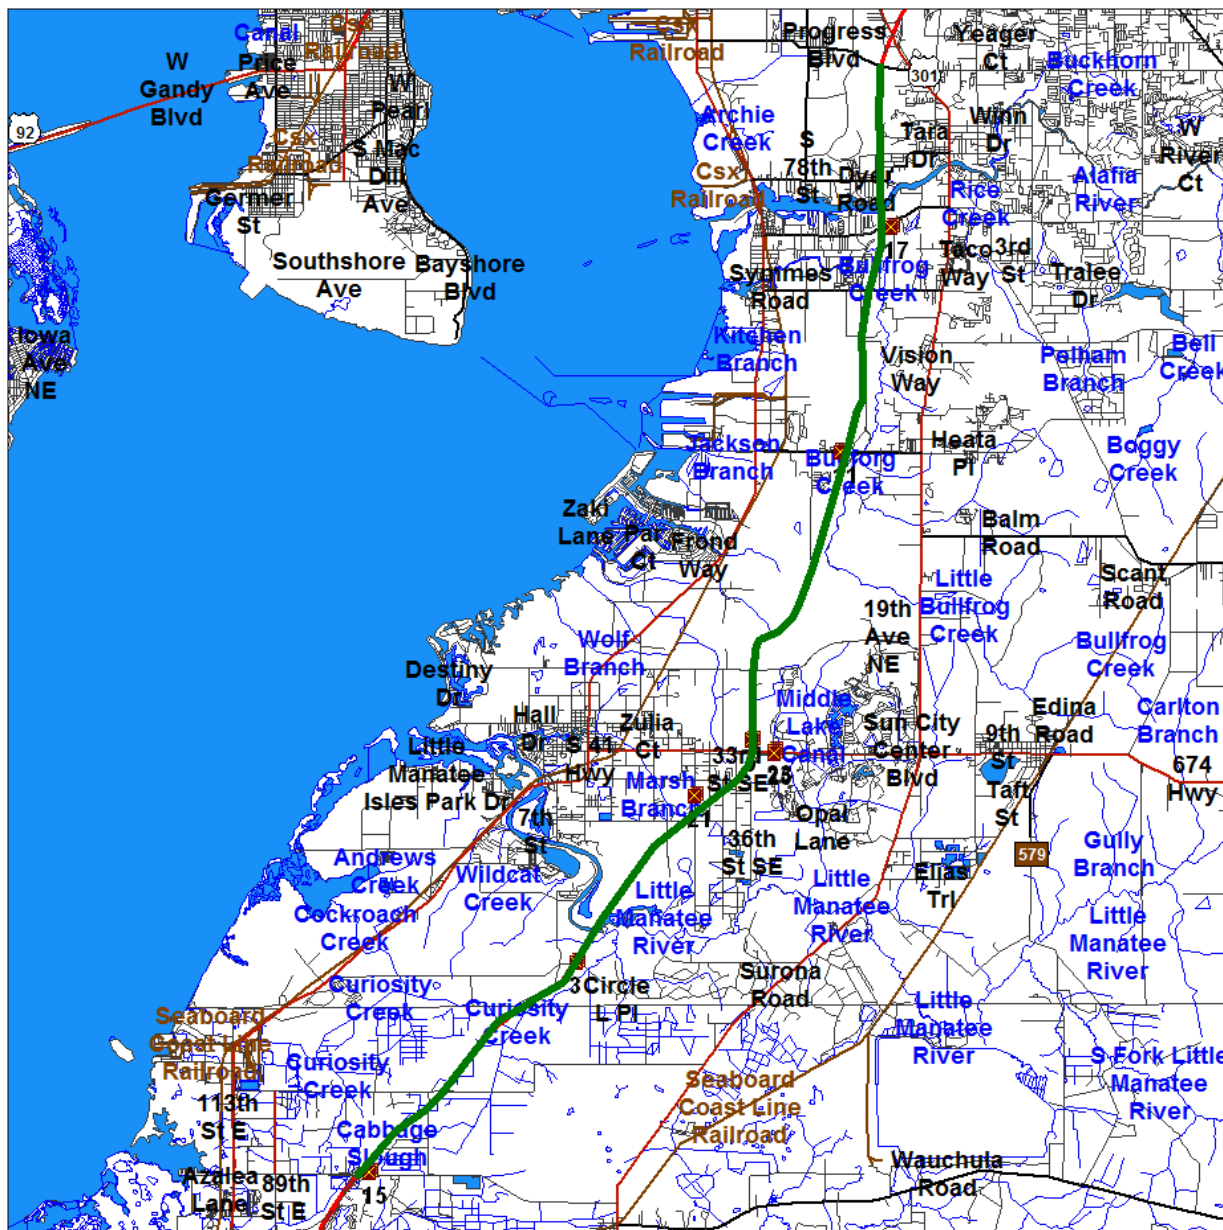 Canal
Csx
Railroad
Csx
Railroad
Progress
Blvd
Yeager
Ct
Buckhorn
Creek
W
Gandy
Blvd
Price
Ave
W
Pearl
301
92
Archie
Creek
S
78th
St
Tara
Dr
Winn
Dr
W
River
Ct
Csx
Railroad
S Mac
Dill
Ave
Csx
Railroad
Dyer
Road
Rice
Creek
Alafia
River
Germer
St
17
Southshore
Ave
Bayshore
Blvd
Symmes
Road
Bullfrog
Creek
Taco
Way
3rd
St
Tralee
Dr
Iowa
Ave
NE
Kitchen
Branch
Vision
Way
Pelham
Branch
Bell
Creek
Jackson
Branch
Bullforg
Creek
Heata
Pl
Boggy
Creek
Zaki
Lane
Par
Ct
Frond
Way
Balm
Road
Scant
Road
Little
Bullfrog
Creek
19th
Ave
NE
Bullfrog
Creek
Wolf
Branch
Destiny
Dr
Middle
Lake
Canal
Hall
Dr
Zulia
Ct
Sun City
Center
Blvd
9th
St
Edina
Road
Carlton
Branch
Little
Manatee
S 41
Hwy
33rd
St SE
674
Hwy
Isles Park Dr
Marsh
Branch
21
Taft
St
7th
St
36th
St SE
Opal
Lane
579
Gully
Branch
Andrews
Creek
Wildcat
Creek
Elias
Trl
Cockroach
Creek
Little
Manatee
River
Little
Manatee
River
Little
Manatee
River
3
Circle
L Pl
Surona
Road
Curiosity
Creek
Curiosity
Creek
Little
Manatee
River
Seaboard
Coast Line
Railroad
Curiosity
Creek
S Fork Little
Manatee
River
Seaboard
Coast Line
Railroad
113th
St E
Cabbage
Slough
Azalea
Lane
89th
St E
15
Wauchula
Road